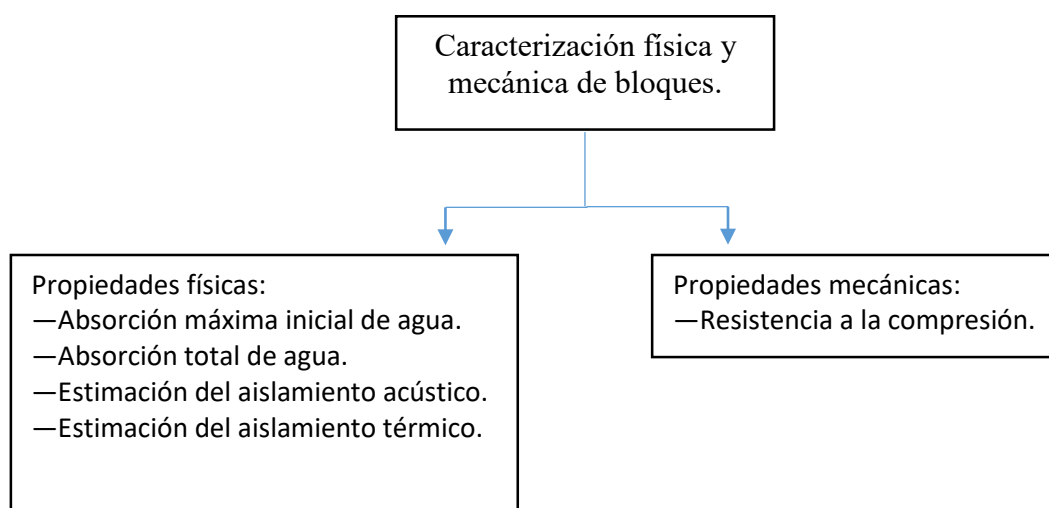 Caracterización física y
mecánica de bloques.
Propiedades físicas:
—Absorción máxima inicial de agua.
—Absorción total de agua.
—Estimación del aislamiento acústico.
—Estimación del aislamiento térmico.
Propiedades mecánicas:
—Resistencia a la compresión.